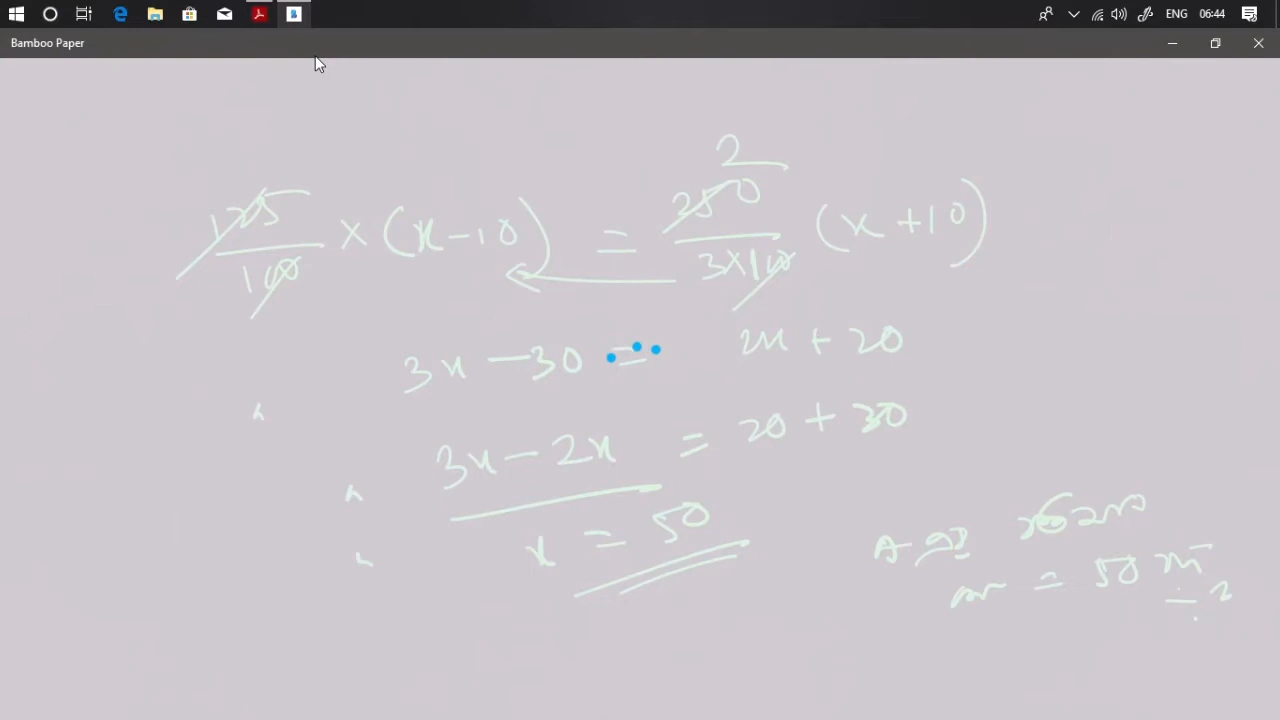 ENG 06:44
Bamboo Paper
2
125/100 × (x-10) = 250/3×100 (x+10)
3x - 30 = 2x + 20
3x - 2x = 20 + 30
x = 50
A
= 50